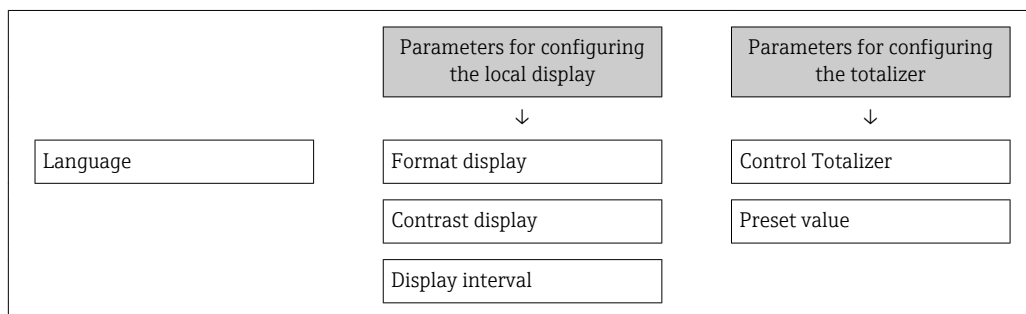 Parameters for configuring
the local display
Parameters for configuring
the totalizer
↓
↓
Language
Format display
Control Totalizer
Contrast display
Preset value
Display interval